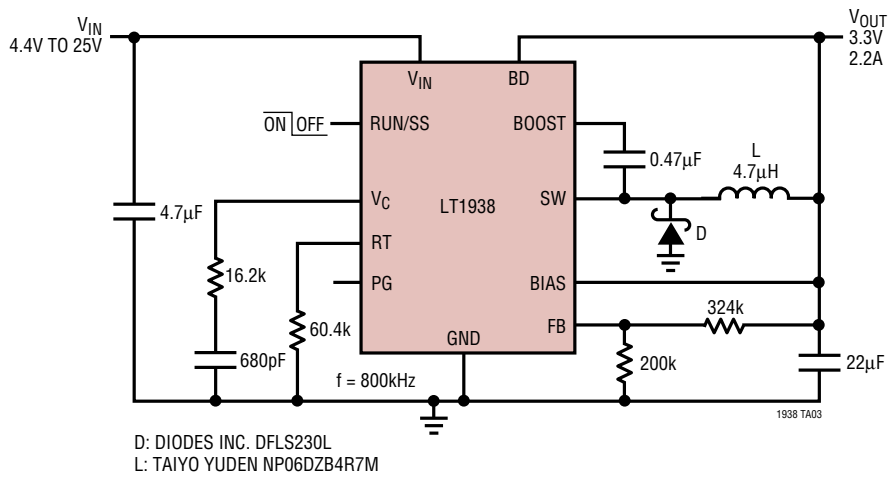 VIN
4.4V TO 25V
VOUT
3.3V
2.2A
VIN
BD
ON OFF
RUN/SS
BOOST
0.47µF
L
4.7µH
4.7µF
VC
LT1938
SW
D
RT
16.2k
PG
BIAS
60.4k
324k
FB
GND
680pF
f = 800kHz
200k
22µF
1938 TA03
D: DIODES INC. DFLS230L
L: TAIYO YUDEN NP06DZB4R7M